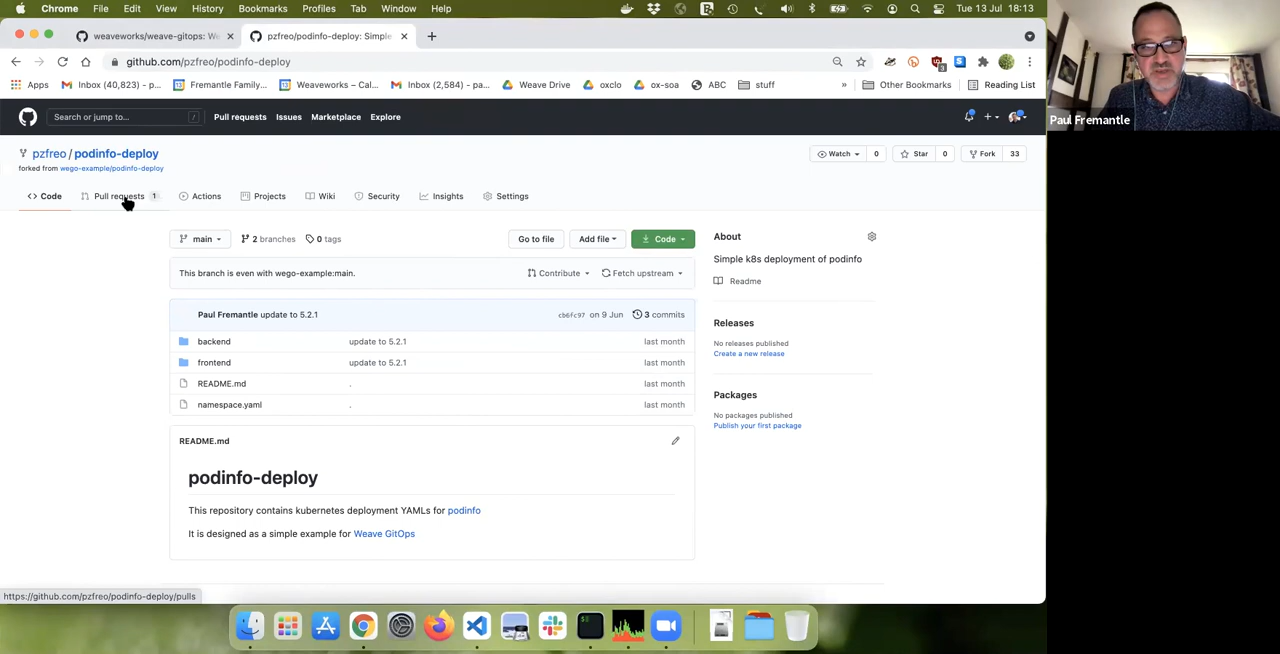 Chrome File Edit View History Bookmarks Profiles Tab Window Help Tue 13 Jul 18:13
weaveworks/weave-gitops: We
pzfreo/podinfo-deploy: Simple
github.com/pzfreo/podinfo-deploy
3
Apps Inbox (40,823) - p... Fremantle Family... Weaveworks – Cal... Inbox (2,584) - pa... Weave Drive oxclo ox-soa ABC stuff » Other Bookmarks Reading List
Search or jump to... / Pull requests Issues Marketplace Explore
Paul Fremantle
pzfreo / podinfo-deploy Watch 0 Star 0 Fork 33
forked from wego-example/podinfo-deploy
Code Pull requests 1 Actions Projects Wiki Security Insights Settings
main 2 branches 0 tags Go to file Add file Code
This branch is even with wego-example:main. Contribute Fetch upstream
Paul Fremantle update to 5.2.1 cb6fc97 on 9 Jun 3 commits
backend update to 5.2.1 last month
frontend update to 5.2.1 last month
README.md . last month
namespace.yaml . last month
README.md
podinfo-deploy
This repository contains kubernetes deployment YAMLs for podinfo
It is designed as a simple example for Weave GitOps
About
Simple k8s deployment of podinfo
Readme
Releases
No releases published
Create a new release
Packages
No packages published
Publish your first package
https://github.com/pzfreo/podinfo-deploy/pulls